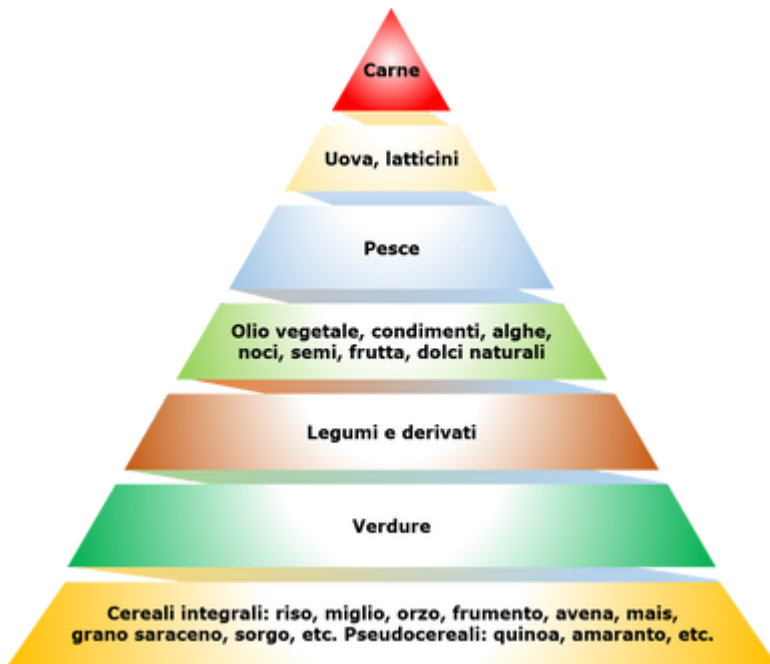 Carne
Uova, latticini
Pesce
Olio vegetale, condimenti, alghe,
noci, semi, frutta, dolci naturali
Legumi e derivati
Verdure
Cereali integrali: riso, miglio, orzo, frumento, avena, mais,
grano saraceno, sorgo, etc. Pseudocereali: quinoa, amaranto, etc.